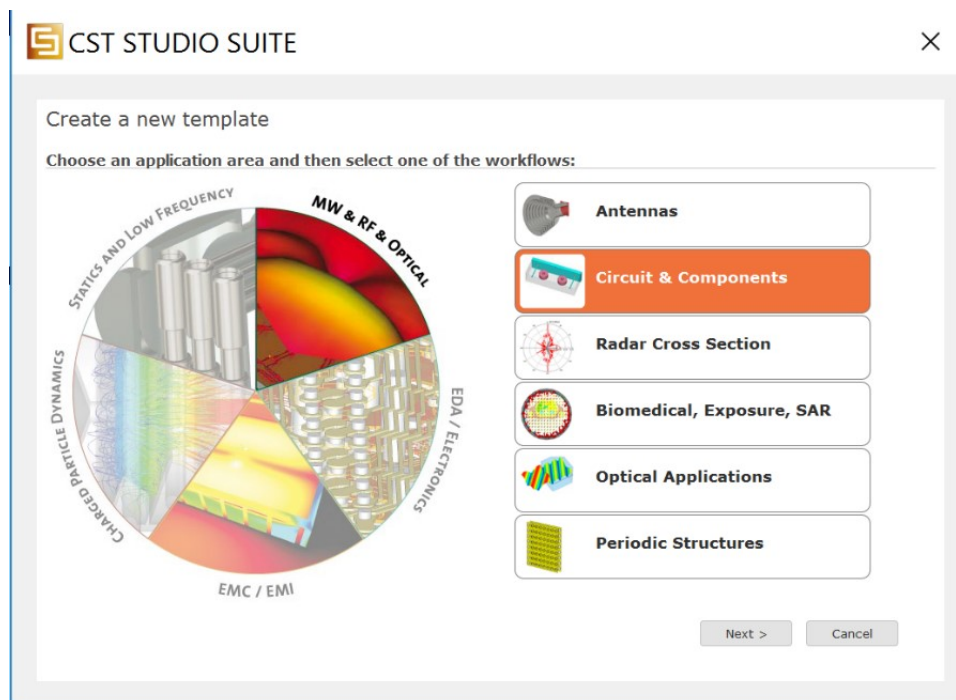 CST STUDIO SUITE
Create a new template
Choose an application area and then select one of the workflows:
STATICS AND LOW FREQUENCY
MW & RF & OPTICAL
EDA / ELECTRONICS
EMC / EMI
CHARGED PARTICLE DYNAMICS
Antennas
Circuit & Components
Radar Cross Section
Biomedical, Exposure, SAR
Optical Applications
Periodic Structures
Next >
Cancel